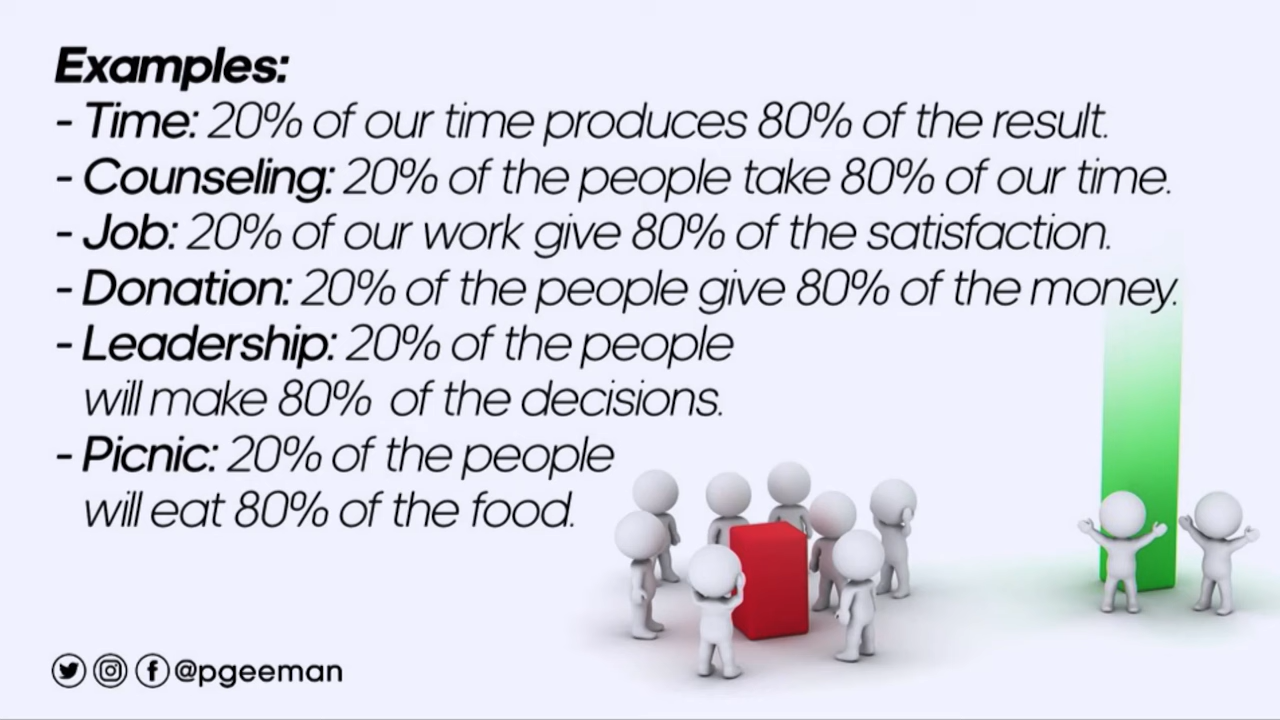 Examples:
- Time: 20% of our time produces 80% of the result.
- Counseling: 20% of the people take 80% of our time.
- Job: 20% of our work give 80% of the satisfaction.
- Donation: 20% of the people give 80% of the money.
- Leadership: 20% of the people
will make 80% of the decisions.
- Picnic: 20% of the people
will eat 80% of the food.
@pgeeman